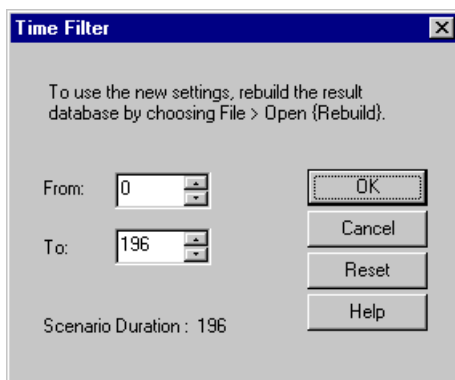 Time Filter
To use the new settings, rebuild the result
database by choosing File > Open {Rebuild}.
From: 0
OK
Cancel
To: 196
Reset
Help
Scenario Duration : 196